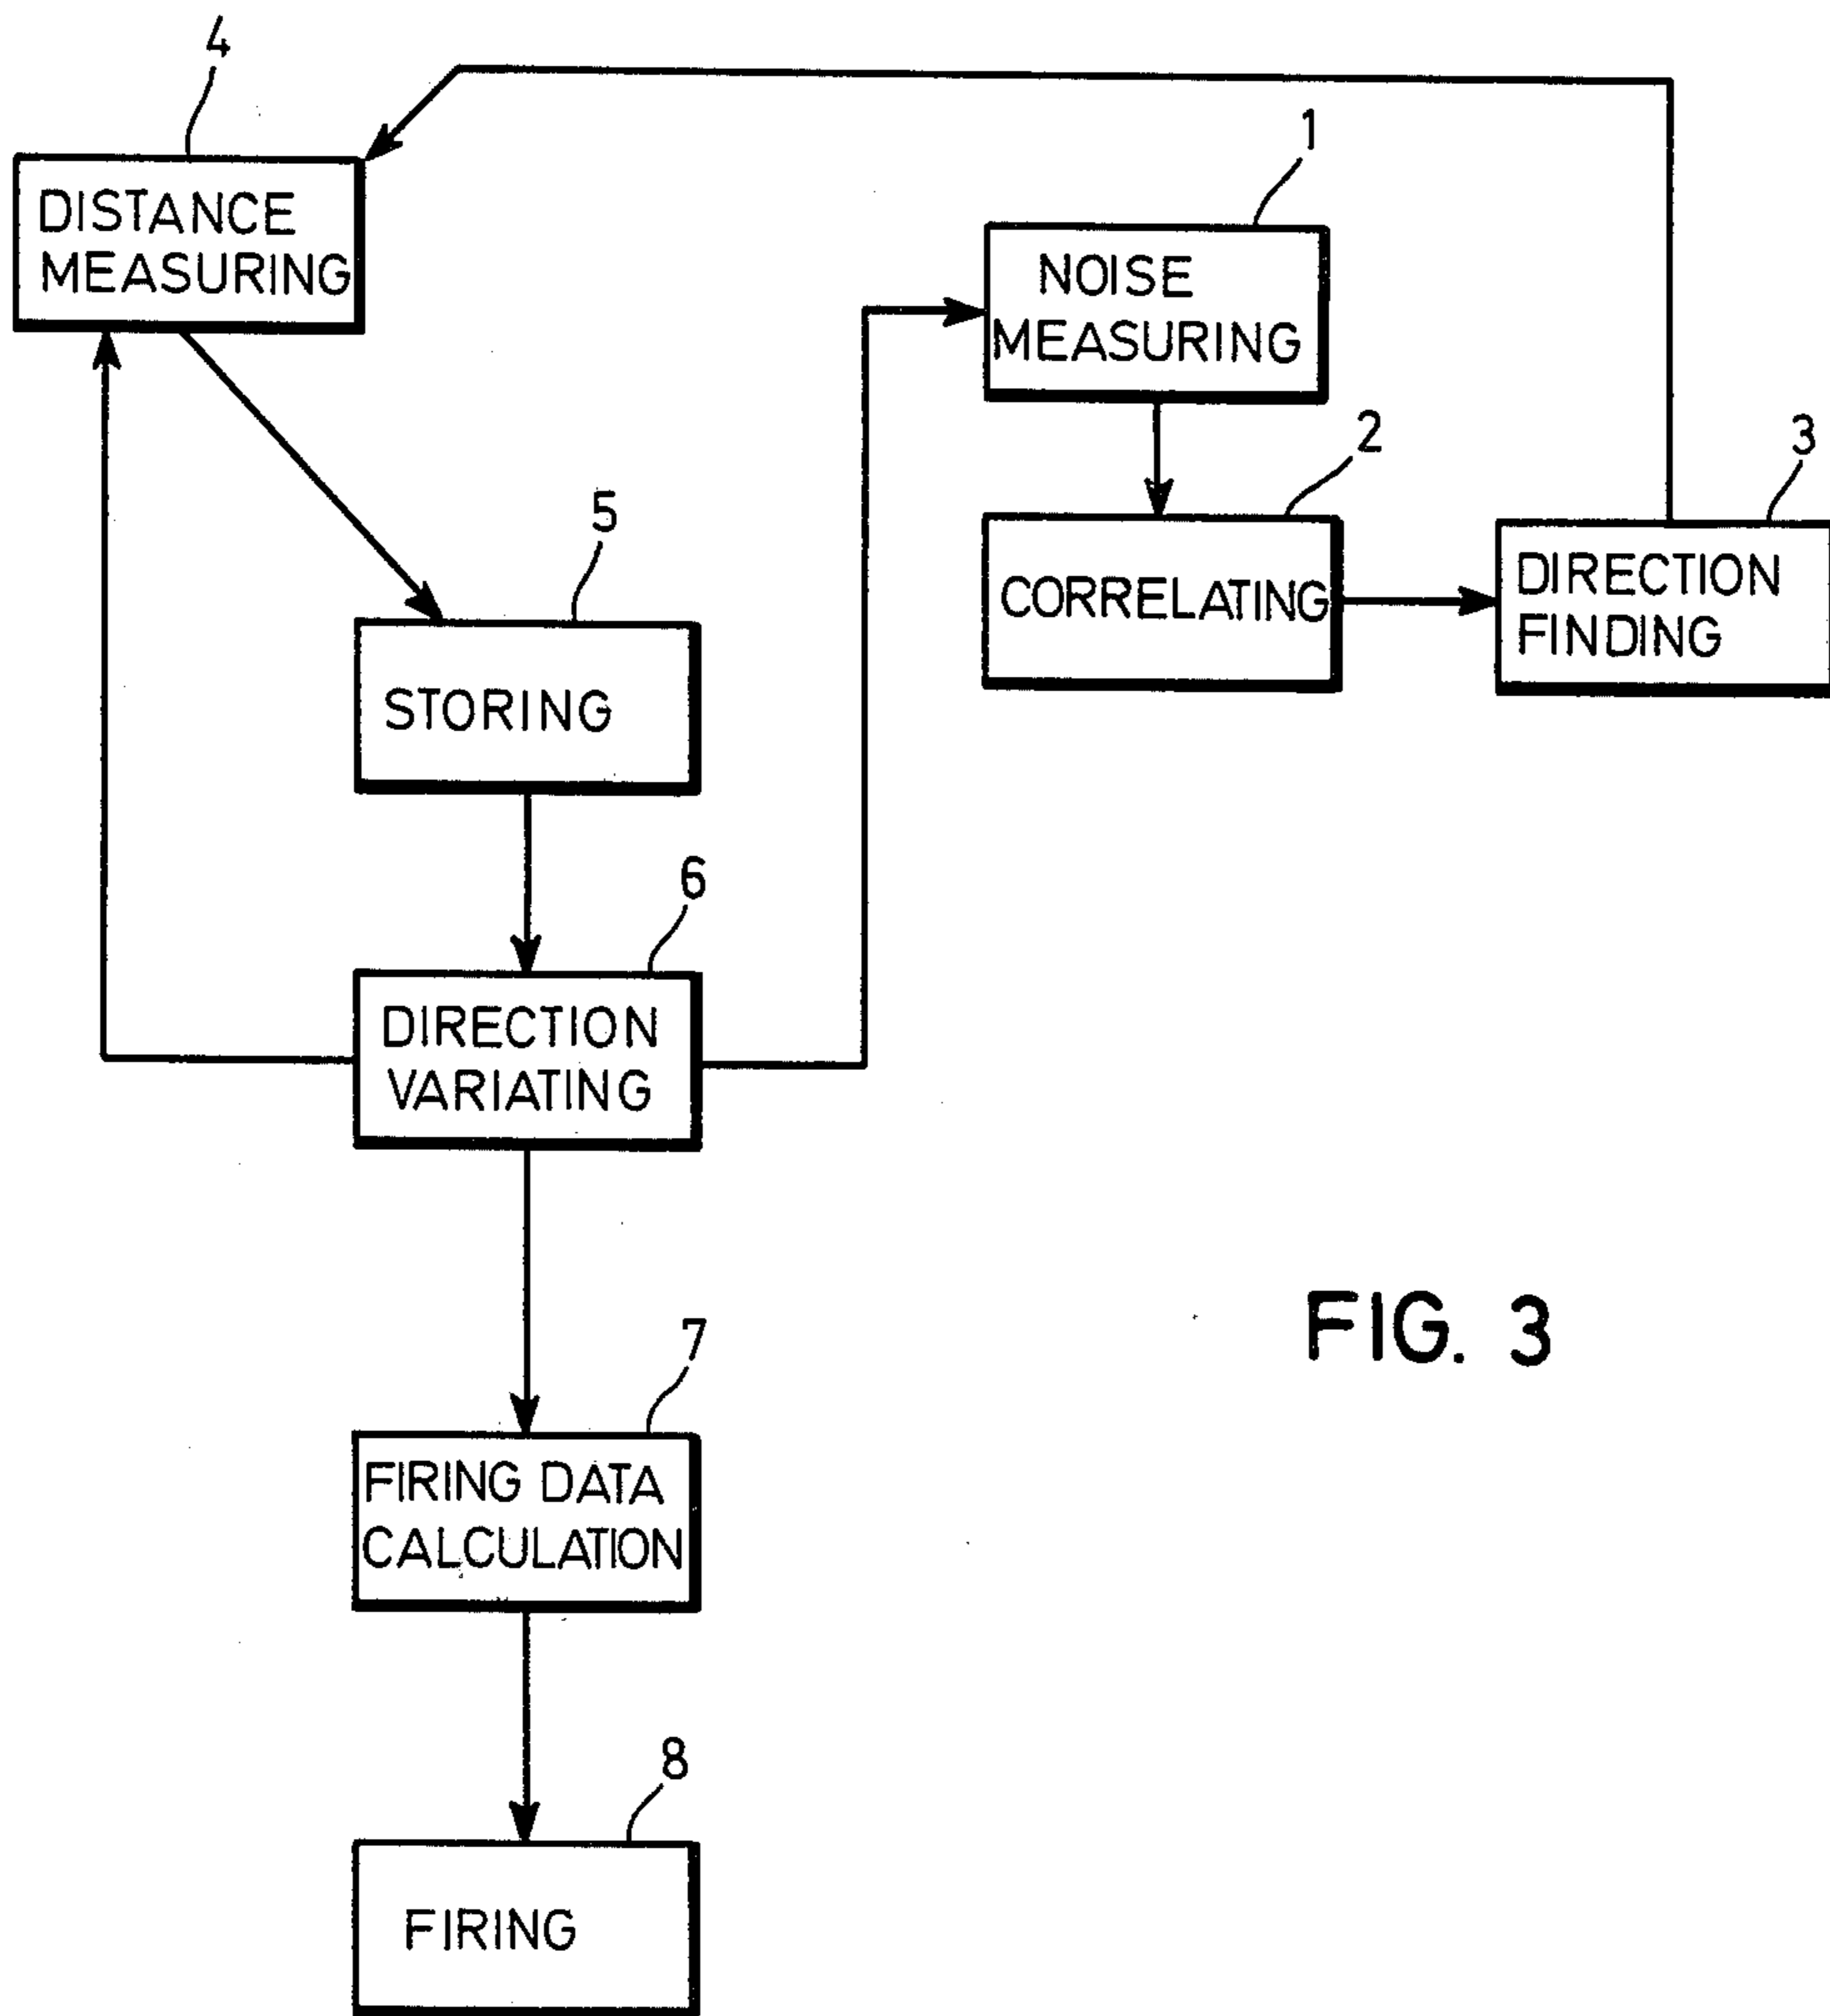 4
DISTANCE
MEASURING
1
NOISE
MEASURING
2
CORRELATING
3
DIRECTION
FINDING
5
STORING
6
DIRECTION
VARIATING
7
FIRING DATA
CALCULATION
8
FIRING
FIG. 3